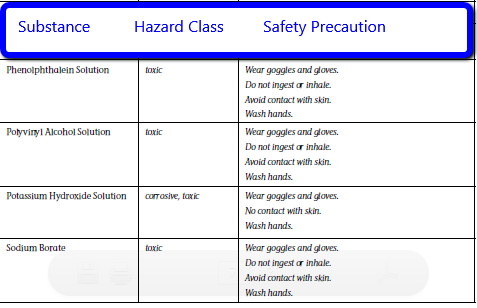 Substance Hazard Class Safety Precaution
Phenolphthalein Solution toxic Wear goggles and gloves.
Do not ingest or inhale.
Avoid contact with skin.
Wash hands.
Polyvinyl Alcohol Solution toxic Wear goggles and gloves.
Do not ingest or inhale.
Avoid contact with skin.
Wash hands.
Potassium Hydroxide Solution corrosive, toxic Wear goggles and gloves.
No contact with skin.
Wash hands.
Sodium Borate toxic Wear goggles and gloves.
Do not ingest or inhale.
Avoid contact with skin.
Wash hands.